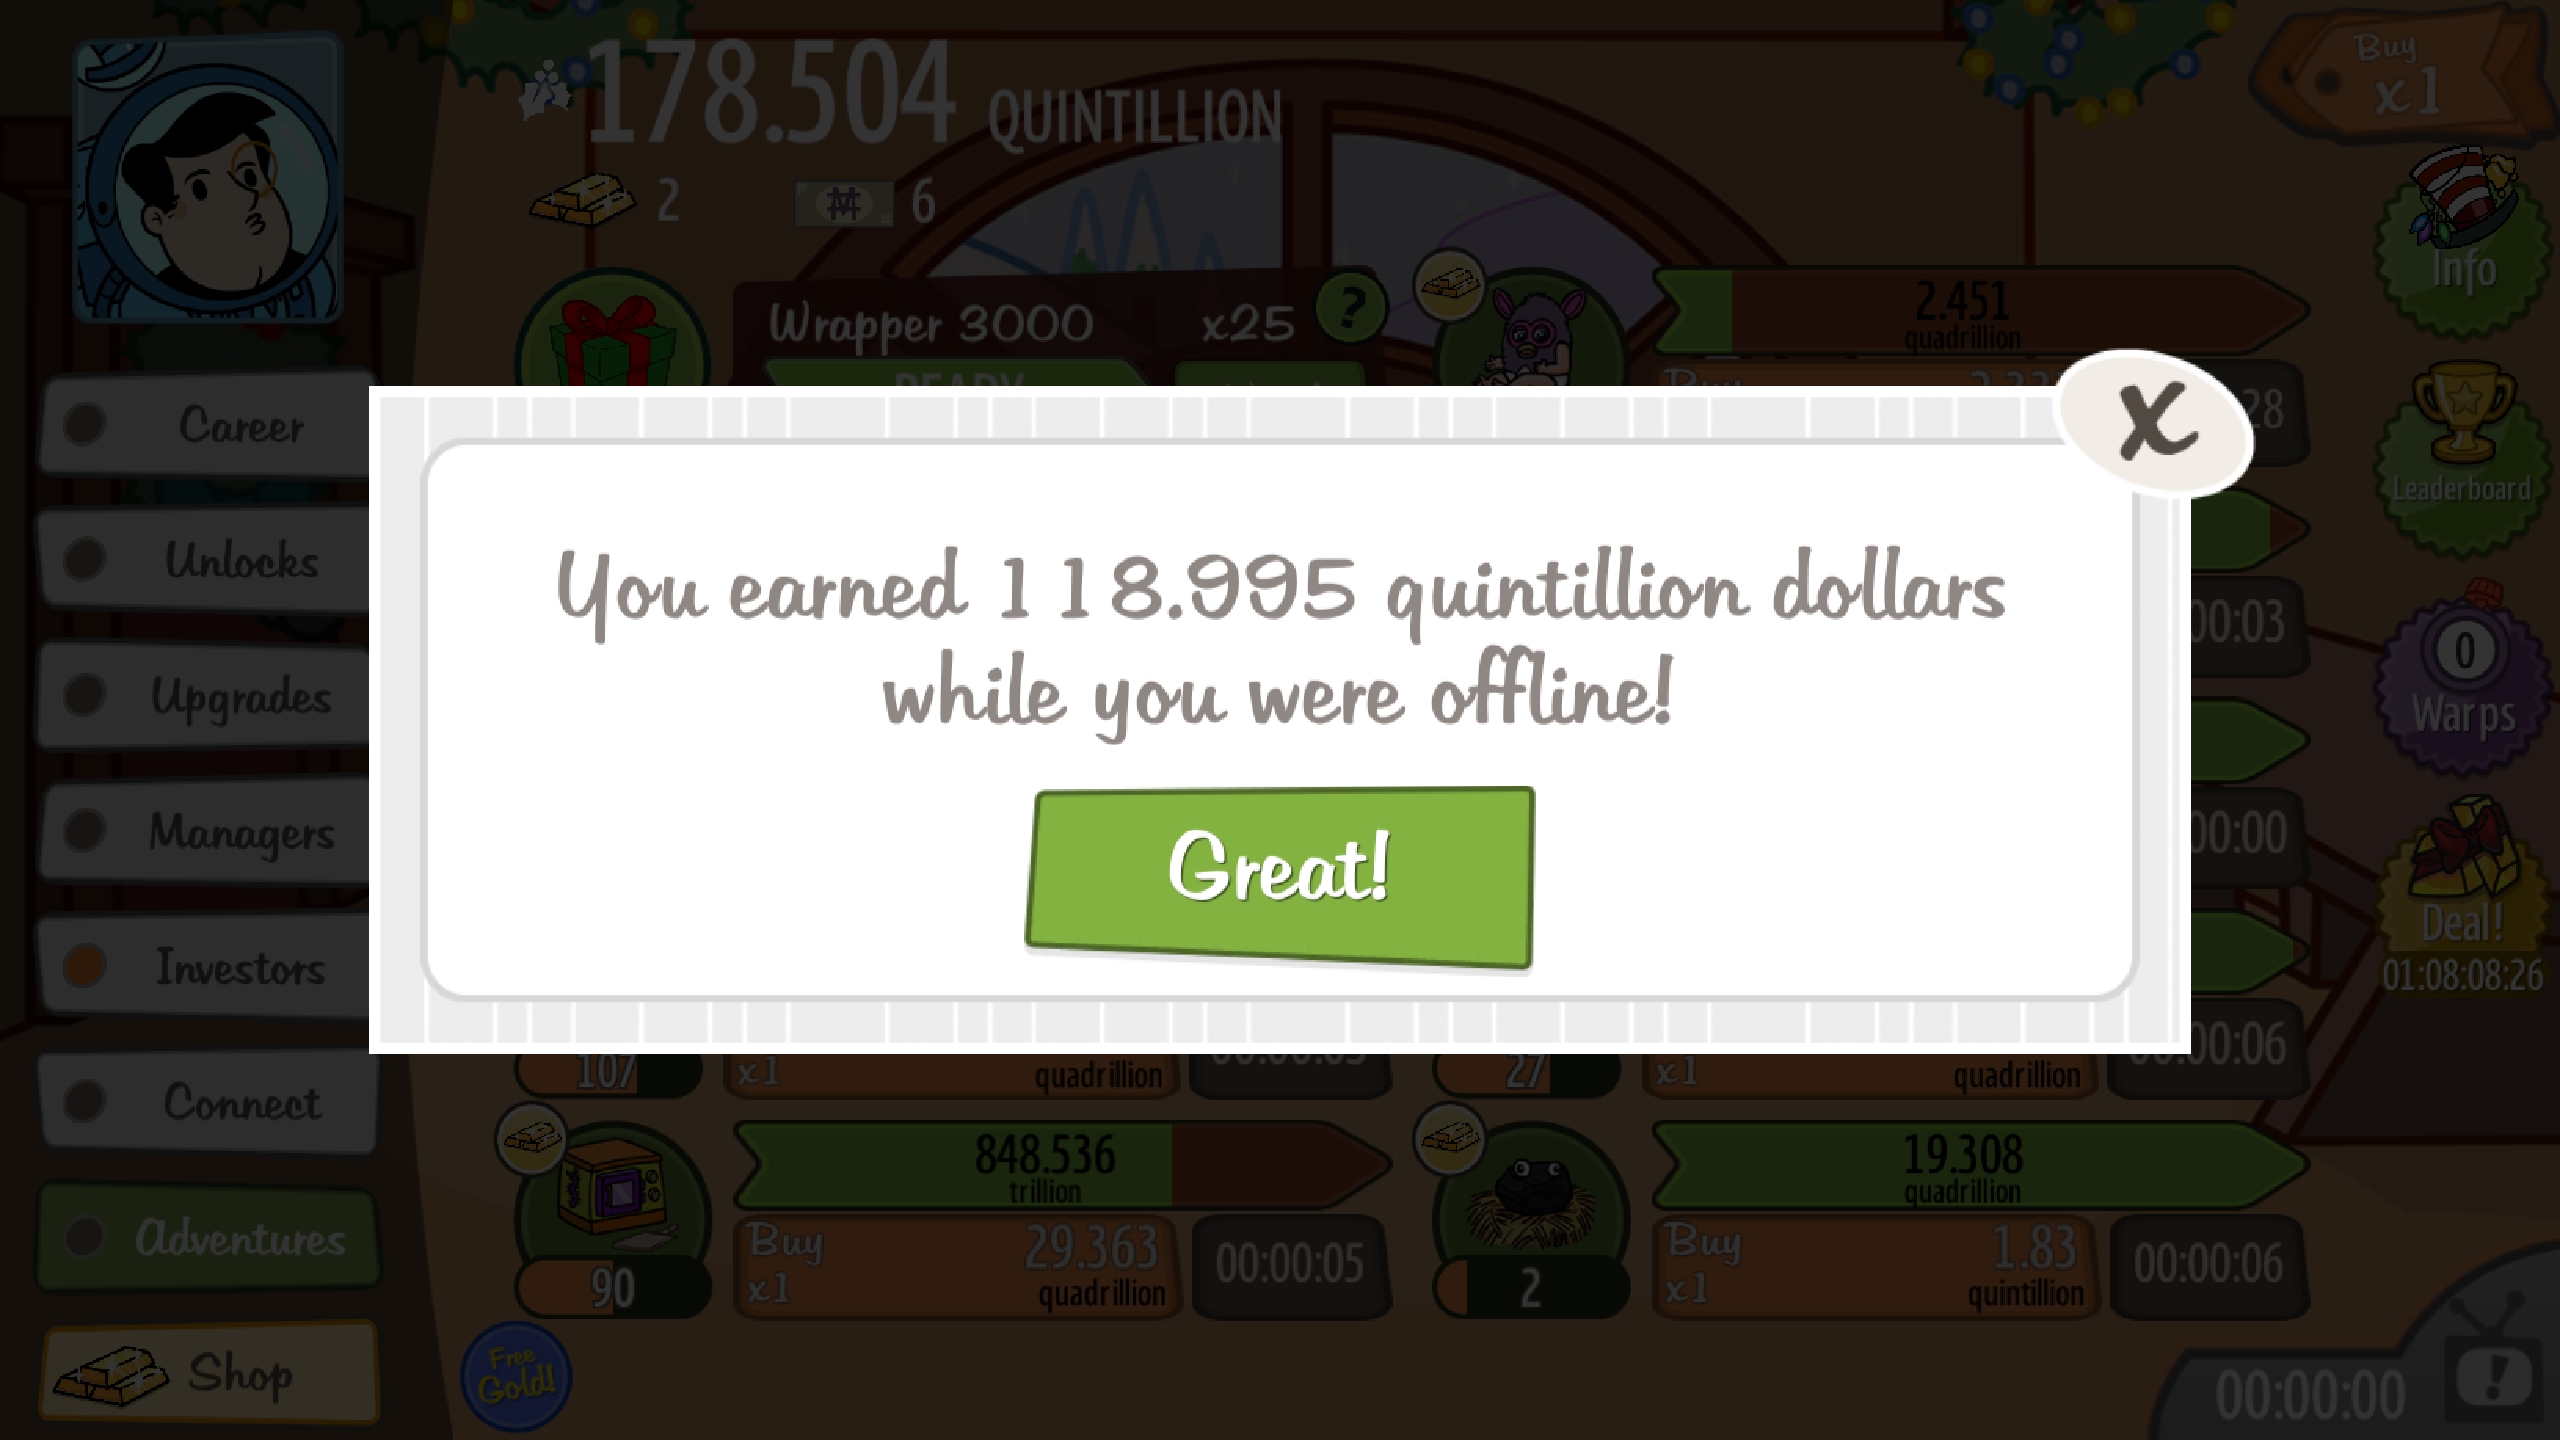 178.504 QUINTILLION
2
6
Buy
x1
Wrapper 3000
x25
?
2.451
quadrillion
Info
Leaderboard
0
Warps
Deal!
01:08:08:26
Career
Unlocks
Upgrades
Managers
Investors
Connect
Adventures
Shop
X
You earned 118.995 quintillion dollars
while you were offline!
Great!
107
x1
quadrillion
27
x1
quadrillion
848.536
trillion
Buy
x1
29.363
quadrillion
00:00:05
90
19.308
quadrillion
Buy
x1
1.83
quintillion
00:00:06
2
Free
Gold!
00:00:00
!